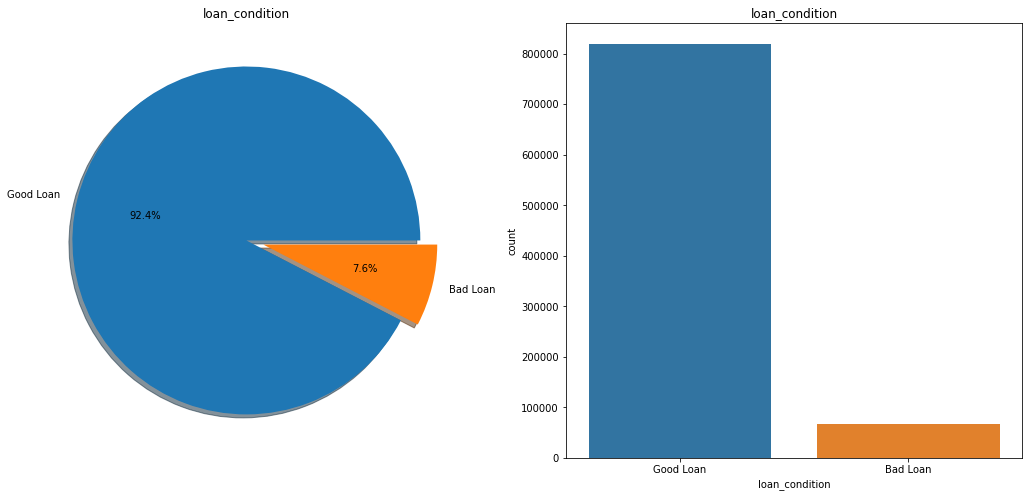 loan_condition
Good Loan
92.4%
7.6%
Bad Loan
loan_condition
800000
700000
600000
500000
400000
300000
200000
100000
0
count
Good Loan
Bad Loan
loan_condition